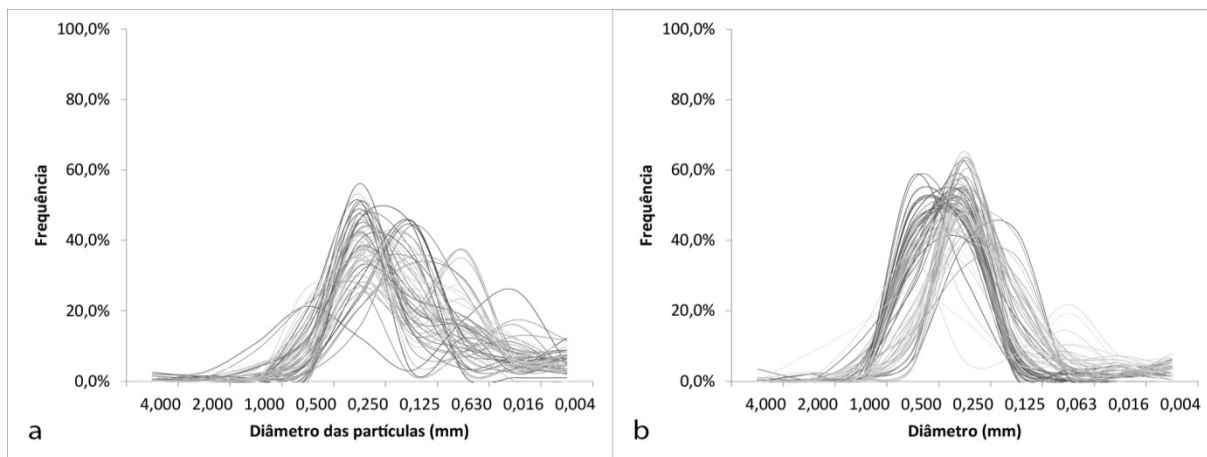 100,0%
80,0%
60,0%
40,0%
20,0%
0,0%
Frequência
4,000 2,000 1,000 0,500 0,250 0,125 0,630 0,016 0,004
Diâmetro das partículas (mm)
a
100,0%
80,0%
60,0%
40,0%
20,0%
0,0%
Frequência
4,000 2,000 1,000 0,500 0,250 0,125 0,063 0,016 0,004
Diâmetro (mm)
b